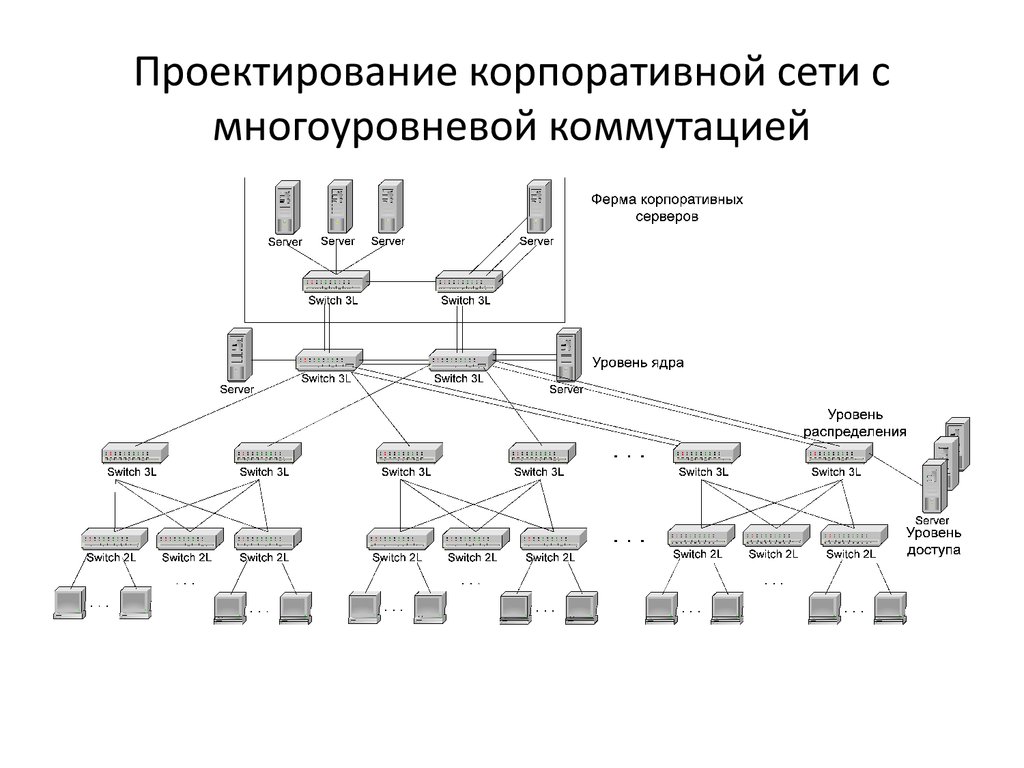 Проектирование корпоративной сети с
многоуровневой коммутацией
Ферма корпоративных
серверов
Server Server Server Server
Switch 3L Switch 3L
Уровень ядра
Server Switch 3L Switch 3L Server
Уровень
распределения
. . .
Switch 3L Switch 3L Switch 3L Switch 3L Switch 3L Switch 3L
Server
Уровень
доступа
. . .
Switch 2L Switch 2L Switch 2L Switch 2L Switch 2L Switch 2L Switch 2L Switch 2L Switch 2L
. . . . . . . . .
. . . . . . . . . . . . . . . . . .